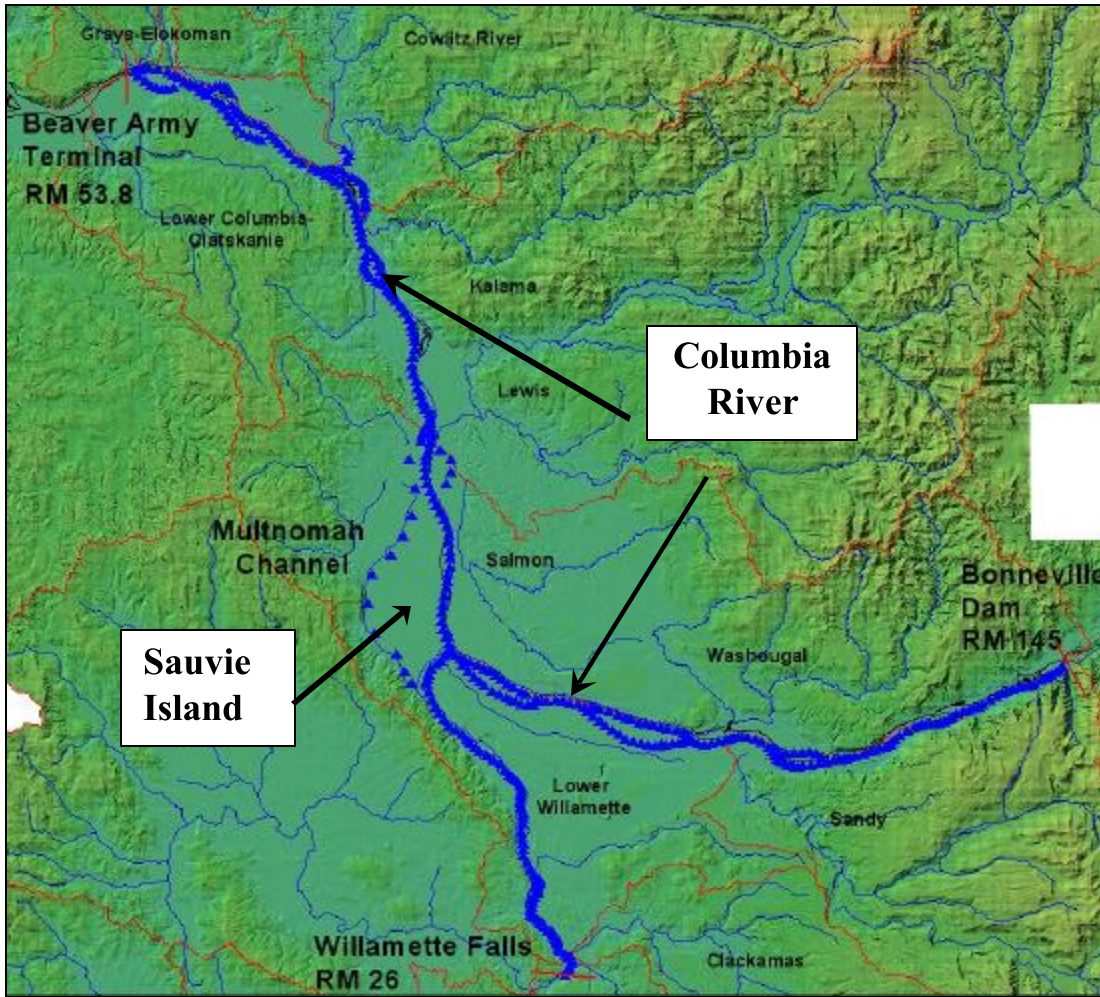 Grays-Elokoman
Cowlitz River
Beaver Army
Terminal
RM 53.8
Lower Columbia-
Clatskanie
Kalama
Columbia
River
Lewis
Multnomah
Channel
Salmon
Bonneville
Dam
RM 145
Sauvie
Island
Washougal
Lower
Willamette
Sandy
Willamette Falls
RM 26
Clackamas